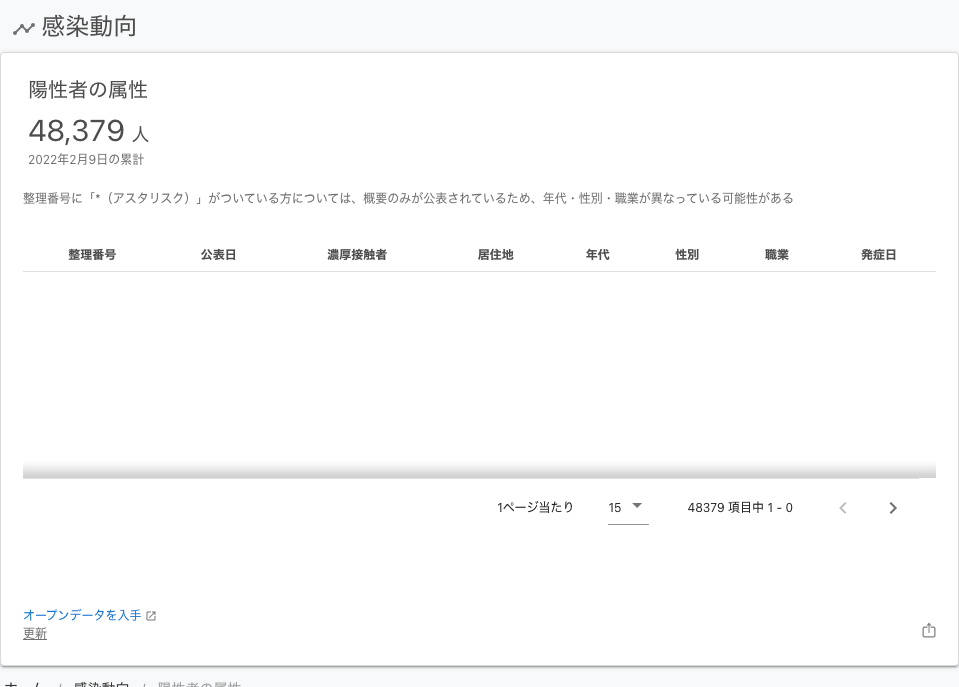 感染動向
陽性者の属性
48,379 人
2022年2月9日の累計
整理番号に「*（アスタリスク）」がついている方については、概要のみが公表されているため、年代・性別・職業が異なっている可能性がある
整理番号 公表日 濃厚接触者 居住地 年代 性別 職業 発症日
1ページ当たり 15 48379 項目中 1 - 0
オープンデータを入手
更新
ホーム / 感染動向 / 陽性者の属性